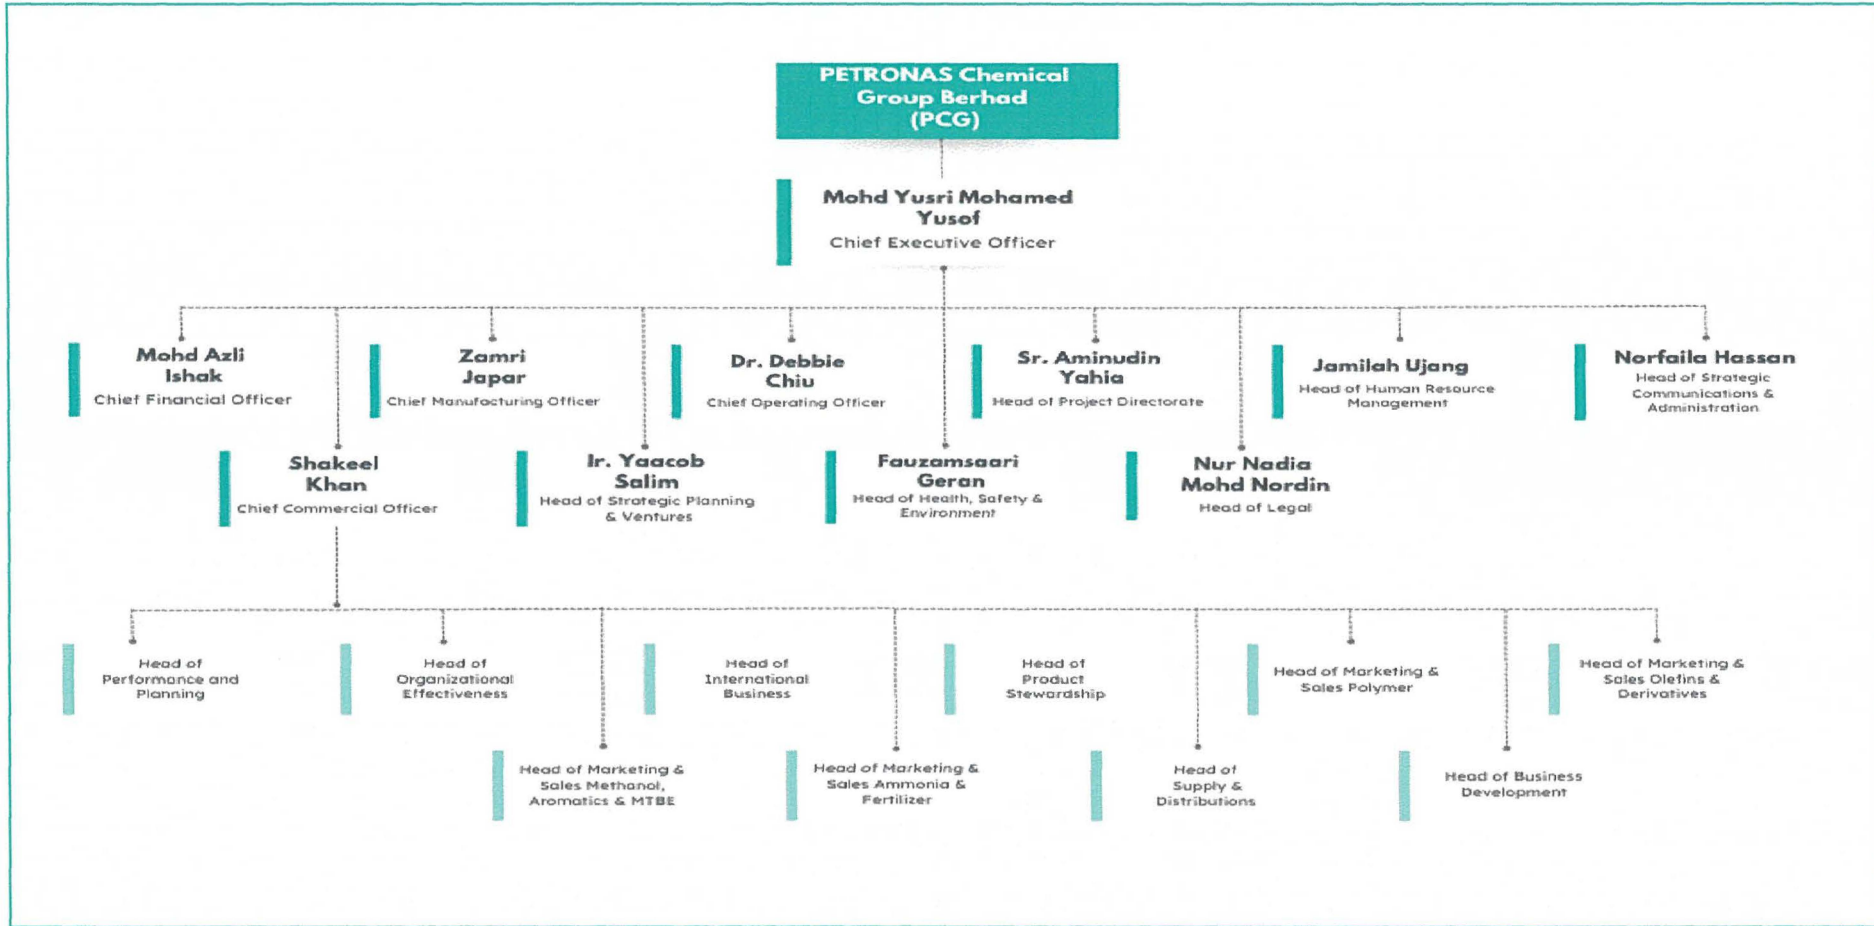 PETRONAS Chemical
Group Berhad
(PCG)
Mohd Yusri Mohamed
Yusof
Chief Executive Officer
Mohd Azli
Ishak
Chief Financial Officer
Zamri
Japar
Chief Manufacturing Officer
Dr. Debbie
Chiu
Chief Operating Officer
Sr. Aminudin
Yahia
Head of Project Directorate
Jamilah Ujang
Head of Human Resource
Management
Norfaila Hassan
Head of Strategic
Communications &
Administration
Shakeel
Khan
Chief Commercial Officer
Ir. Yaacob
Salim
Head of Strategic Planning
& Ventures
Fauzamsaari
Geran
Head of Health, Safety &
Environment
Nur Nadia
Mohd Nordin
Head of Legal
Head of
Performance and
Planning
Head of
Organizational
Effectiveness
Head of
International
Business
Head of
Product
Stewardship
Head of Marketing &
Sales Polymer
Head of Marketing &
Sales Olefins &
Derivatives
Head of Marketing &
Sales Methanol,
Aromatics & MTBE
Head of Marketing &
Sales Ammonia &
Fertilizer
Head of
Supply &
Distributions
Head of Business
Development